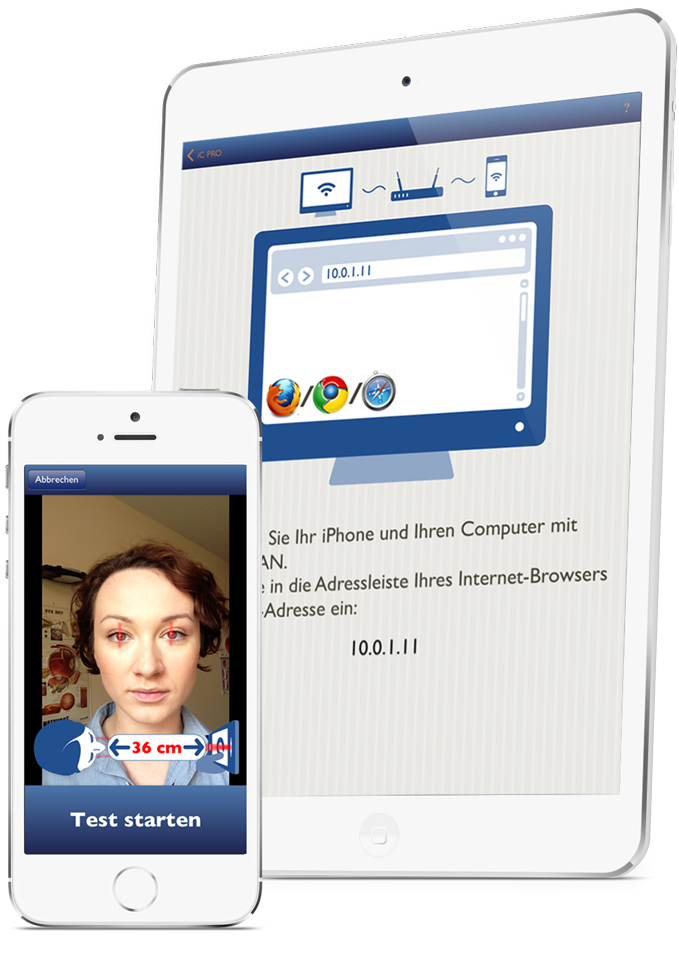 iC PRO
?
10.0.1.11
/
/
Sie Ihr iPhone und Ihren Computer mit
AN.
in die Adressleiste Ihres Internet-Browsers
-Adresse ein:
10.0.1.11
Abbrechen
36 cm
Test starten